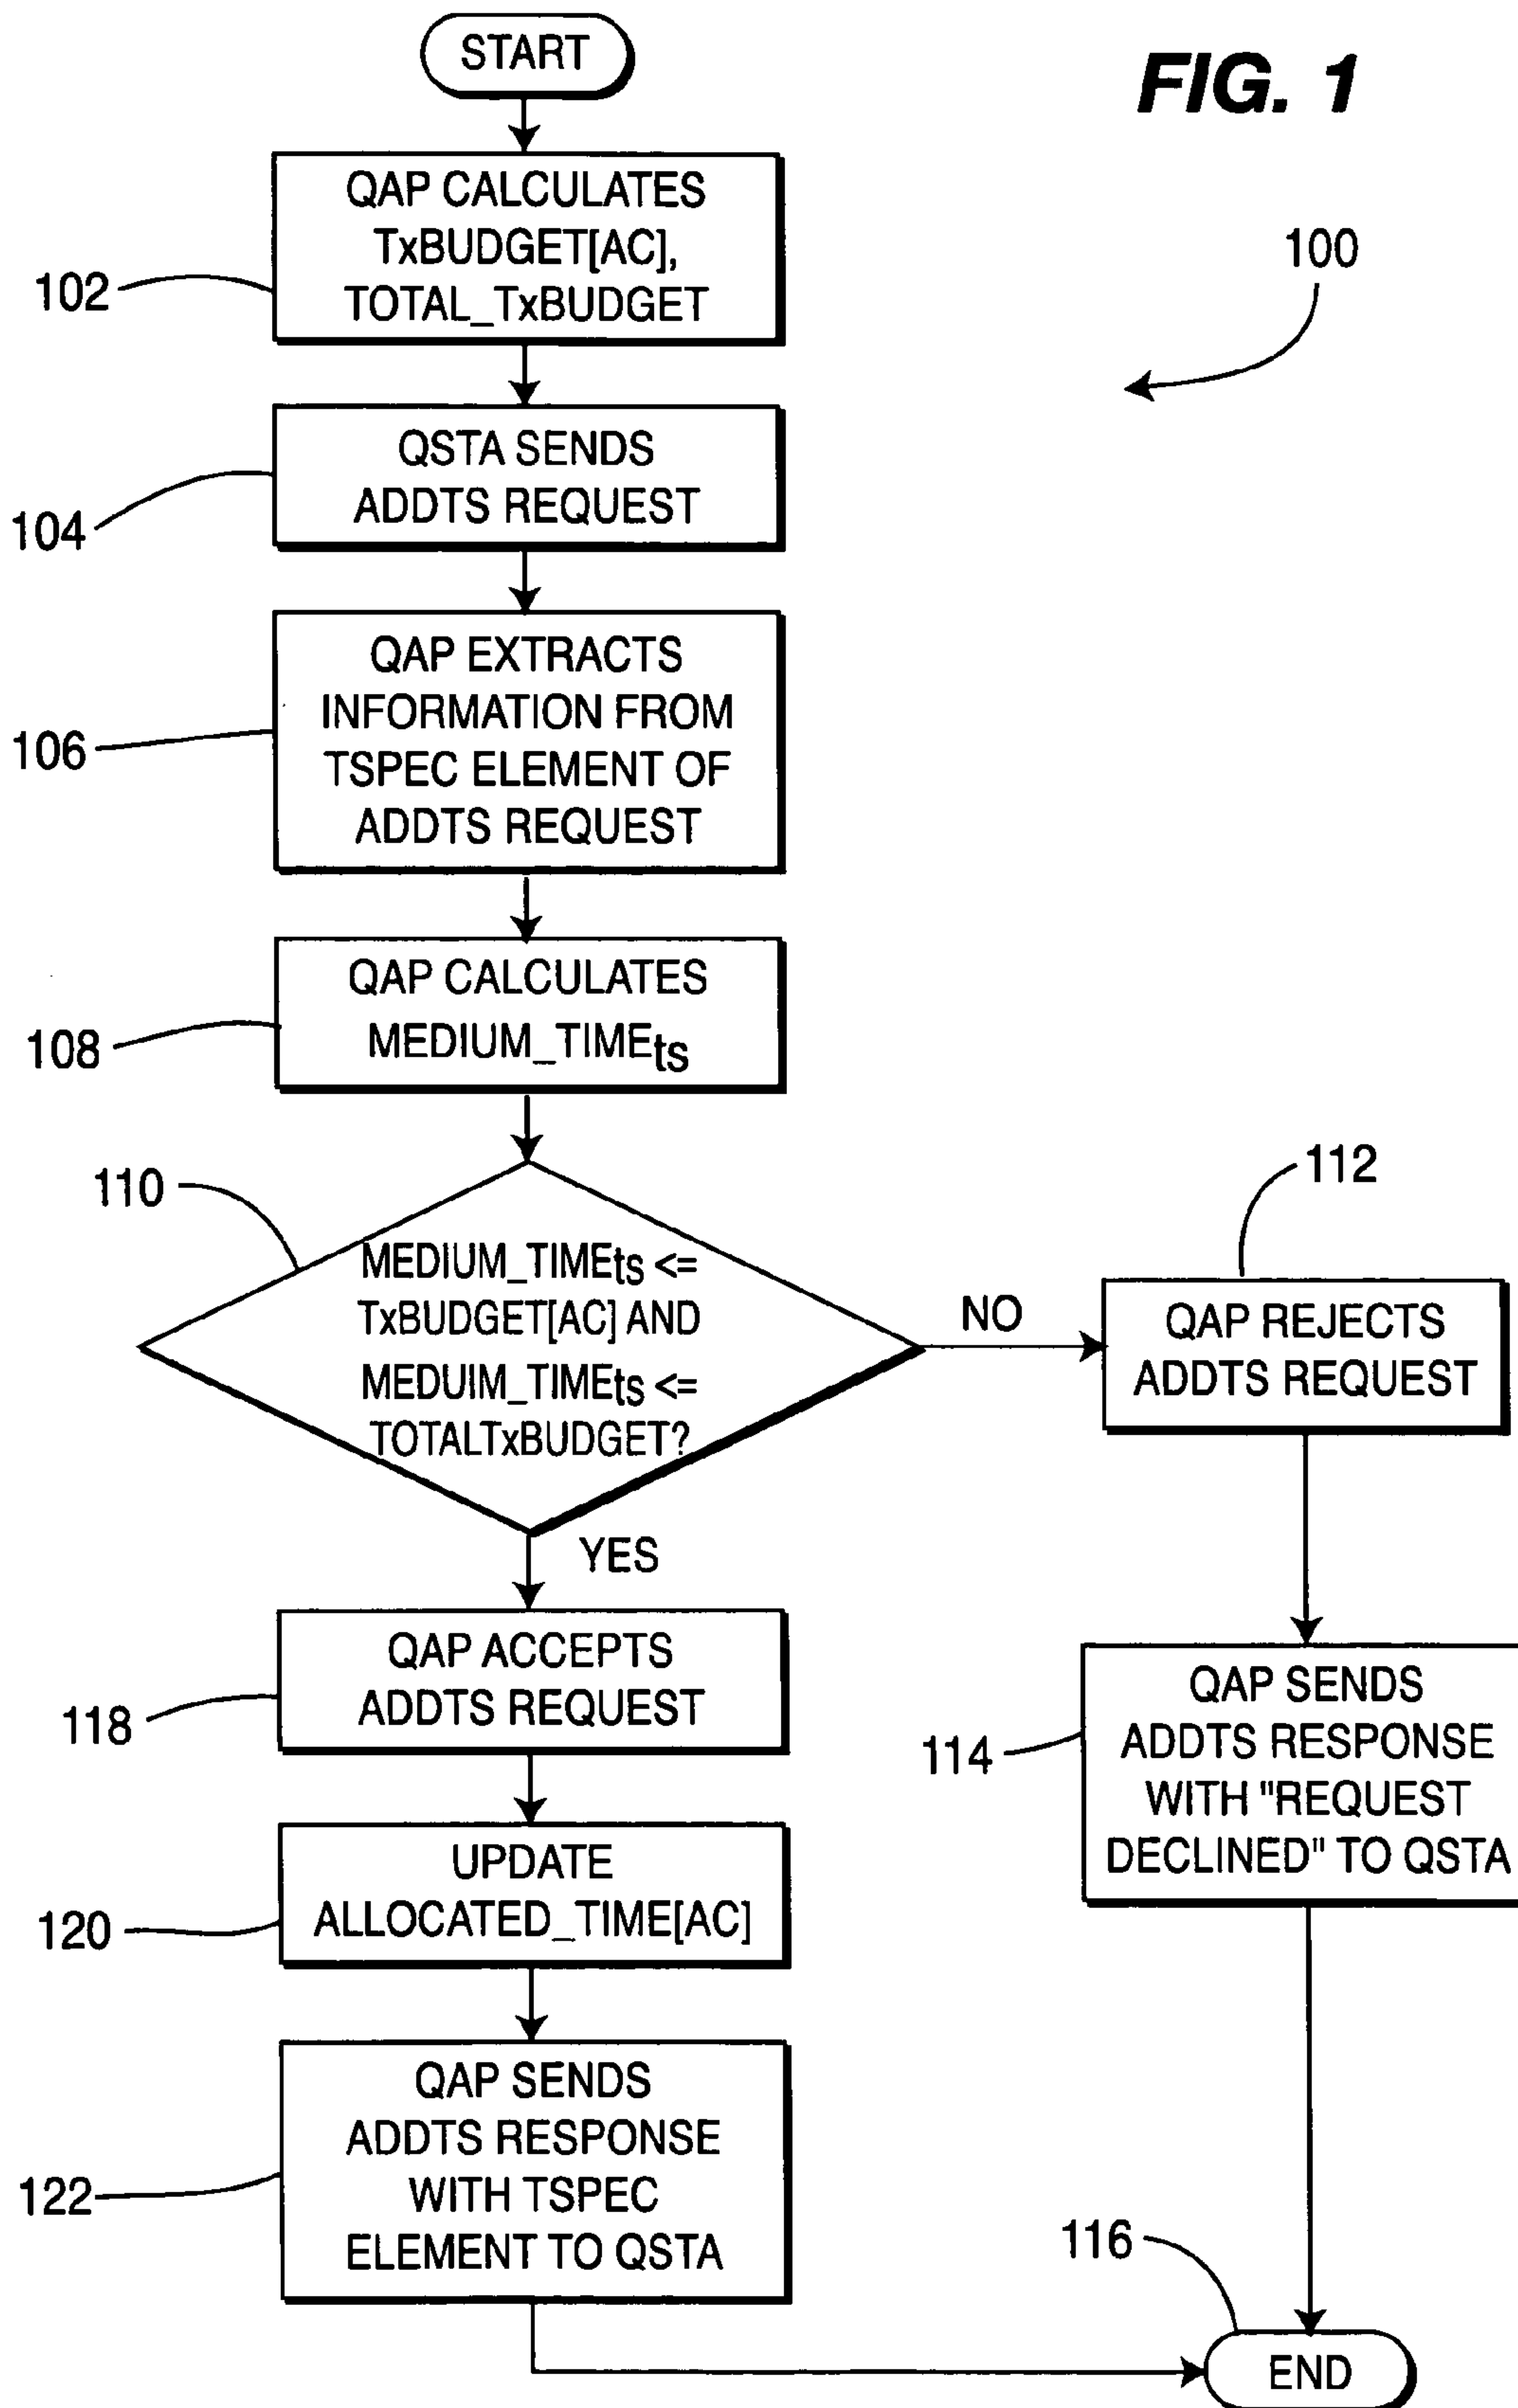 FIG. 1
START
QAP CALCULATES
TxBUDGET[AC],
TOTAL_TxBUDGET
102
100
QSTA SENDS
ADDTS REQUEST
104
QAP EXTRACTS
INFORMATION FROM
TSPEC ELEMENT OF
ADDTS REQUEST
106
QAP CALCULATES
MEDIUM_TIMEts
108
110
MEDIUM_TIMEts <=
TxBUDGET[AC] AND
MEDUIM_TIMEts <=
TOTALTxBUDGET?
NO
112
QAP REJECTS
ADDTS REQUEST
YES
QAP ACCEPTS
ADDTS REQUEST
118
QAP SENDS
ADDTS RESPONSE
WITH "REQUEST
DECLINED" TO QSTA
114
UPDATE
ALLOCATED_TIME[AC]
120
QAP SENDS
ADDTS RESPONSE
WITH TSPEC
ELEMENT TO QSTA
122
116
END